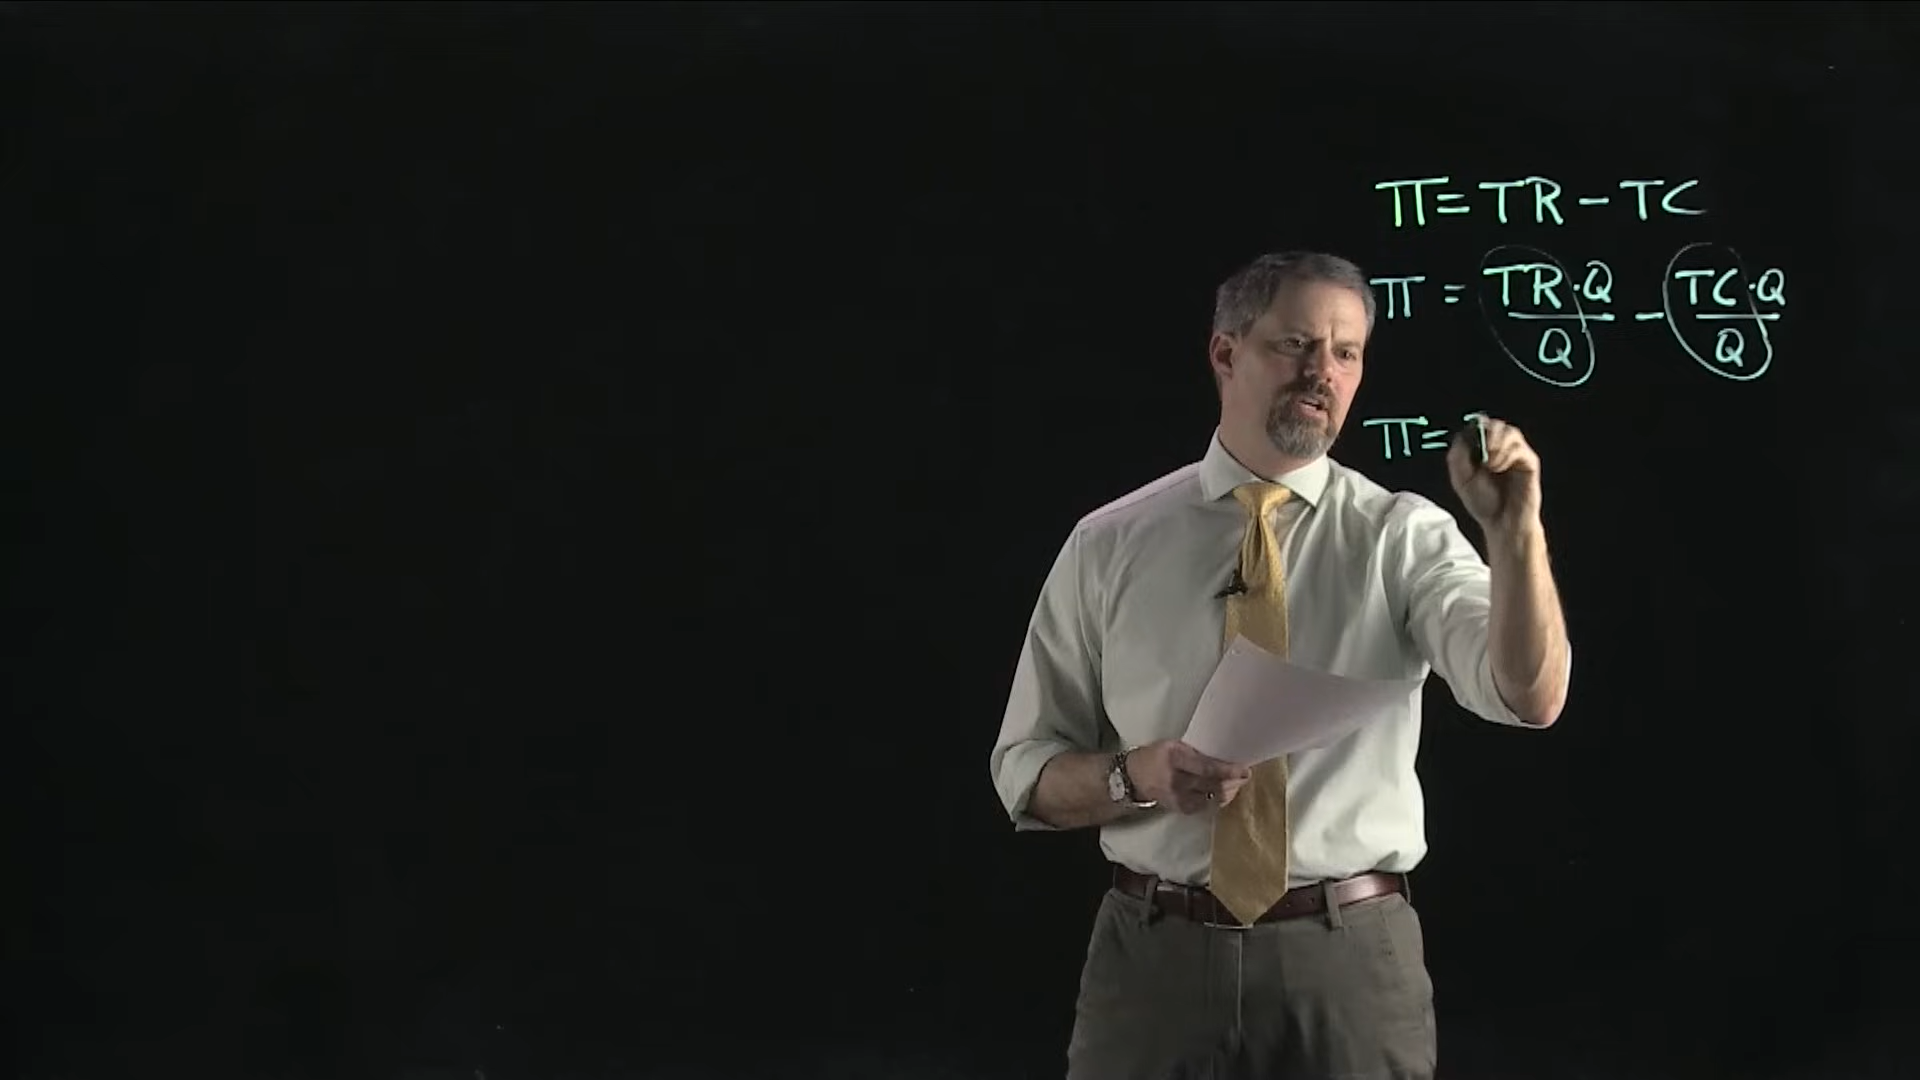 π = TR - TC
π = TR·Q/Q - TC·Q/Q
π =